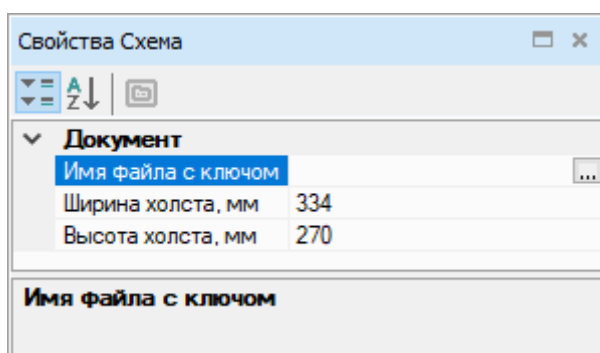 Свойства Схема
Документ
Имя файла с ключом ...
Ширина холста, мм 334
Высота холста, мм 270
Имя файла с ключом